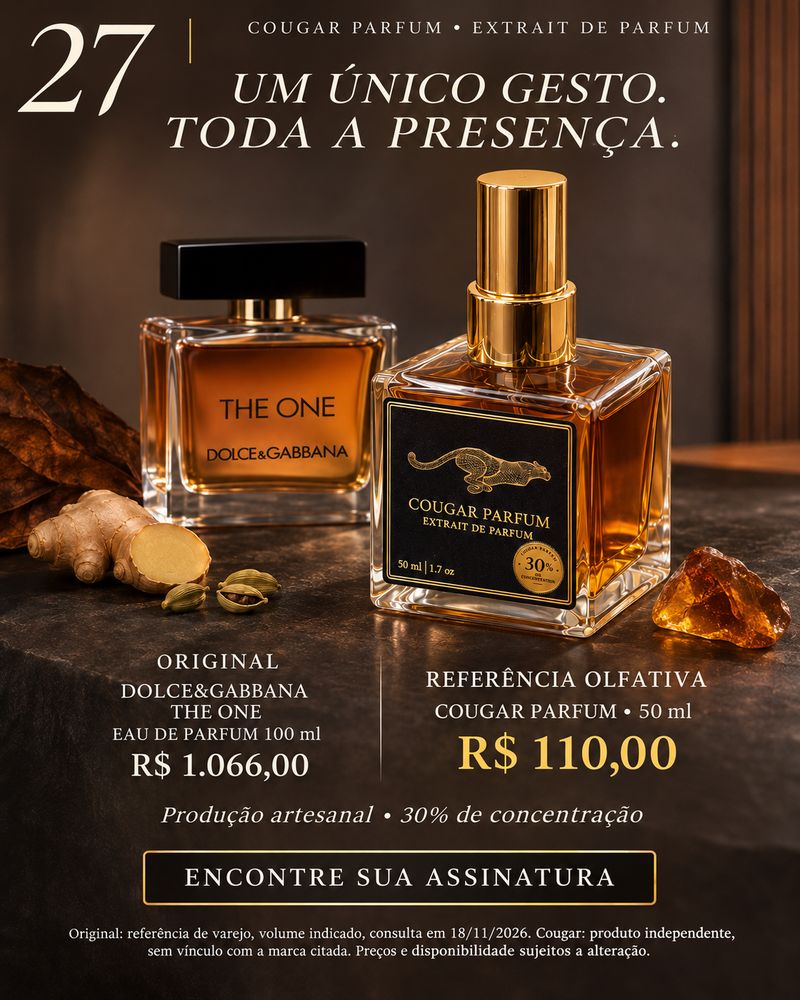 27
COUGAR PARFUM • EXTRAIT DE PARFUM
UM ÚNICO GESTO.
TODA A PRESENÇA.
THE ONE
DOLCE&GABBANA
COUGAR PARFUM
EXTRAIT DE PARFUM
50 ml | 1.7 oz
COUGAR PARFUM
30%
CONCENTRATION
ORIGINAL
DOLCE&GABBANA
THE ONE
EAU DE PARFUM 100 ml
R$ 1.066,00
REFERÊNCIA OLFATIVA
COUGAR PARFUM • 50 ml
R$ 110,00
Produção artesanal • 30% de concentração
ENCONTRE SUA ASSINATURA
Original: referência de varejo, volume indicado, consulta em 18/11/2026. Cougar: produto independente,
sem vínculo com a marca citada. Preços e disponibilidade sujeitos a alteração.